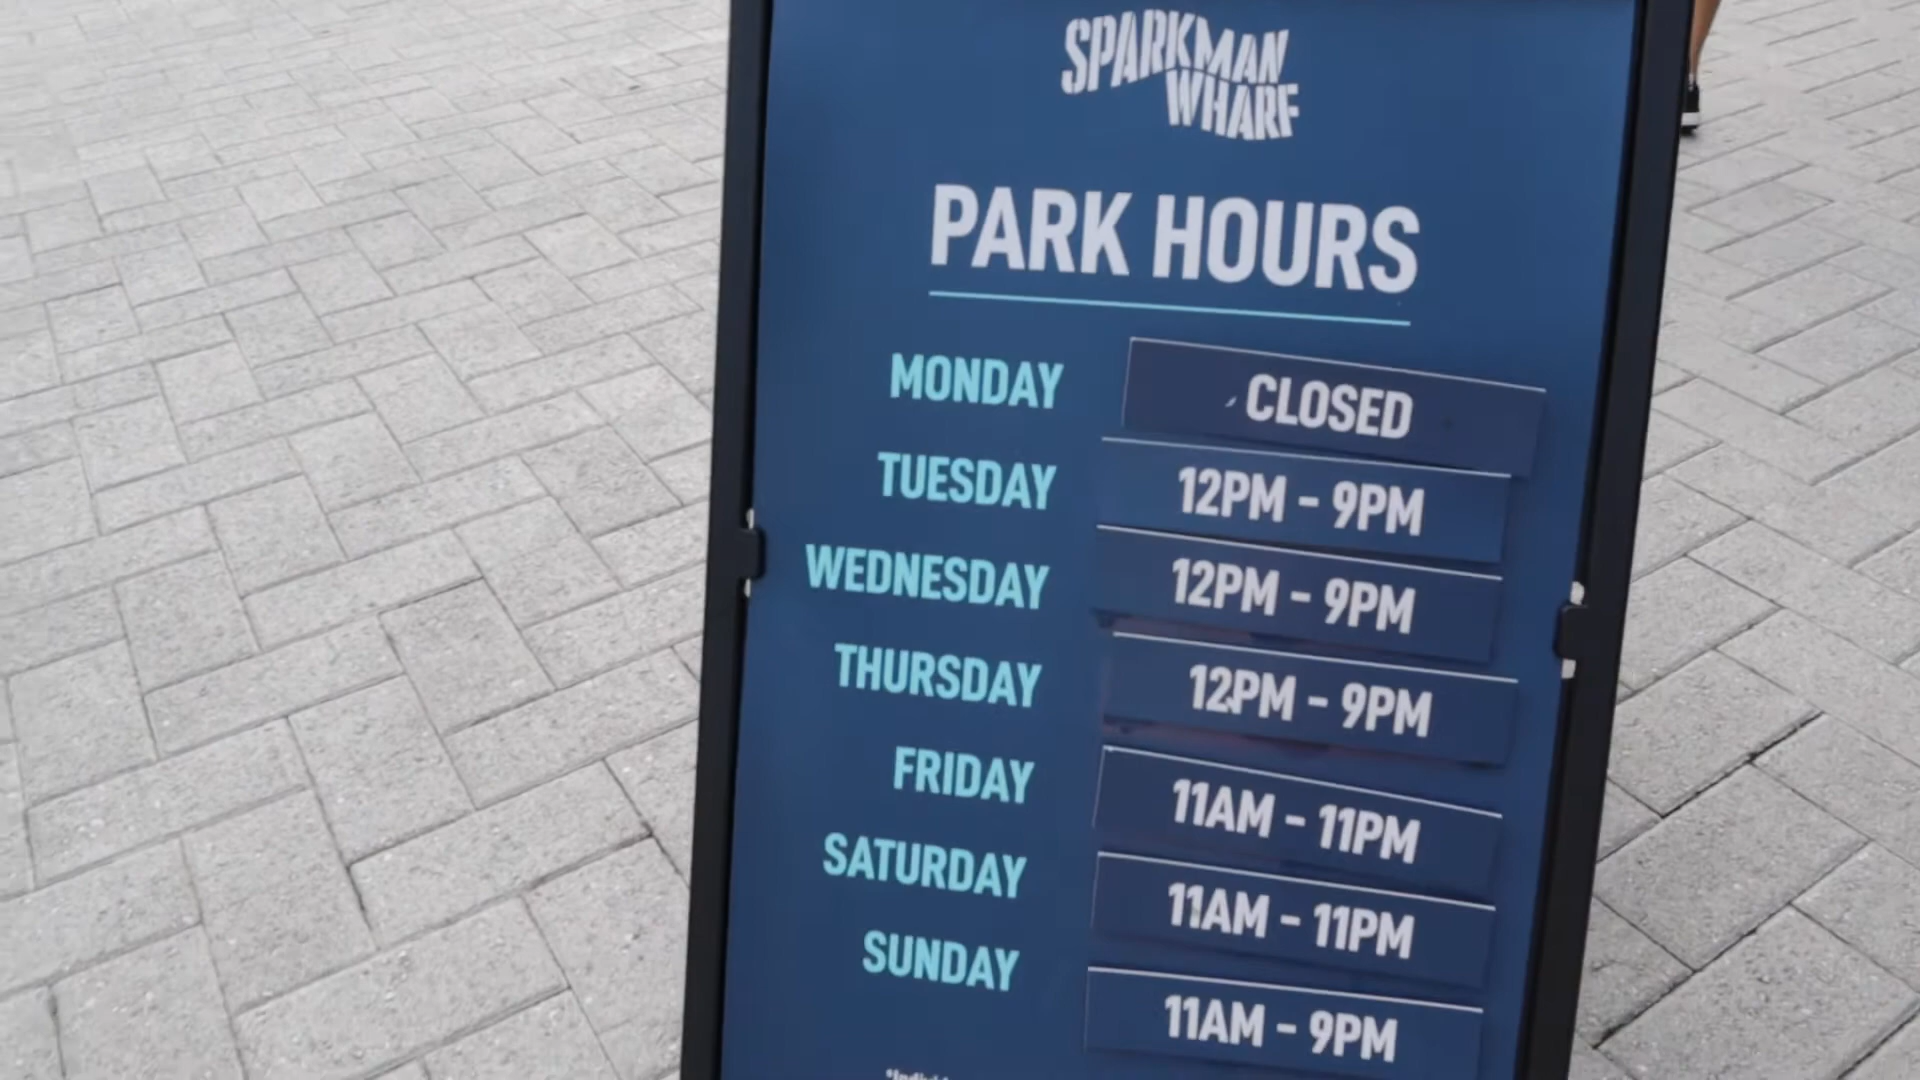 SPARKMAN
WHARF
PARK HOURS
MONDAY CLOSED
TUESDAY 12PM - 9PM
WEDNESDAY 12PM - 9PM
THURSDAY 12PM - 9PM
FRIDAY 11AM - 11PM
SATURDAY 11AM - 11PM
SUNDAY 11AM - 9PM